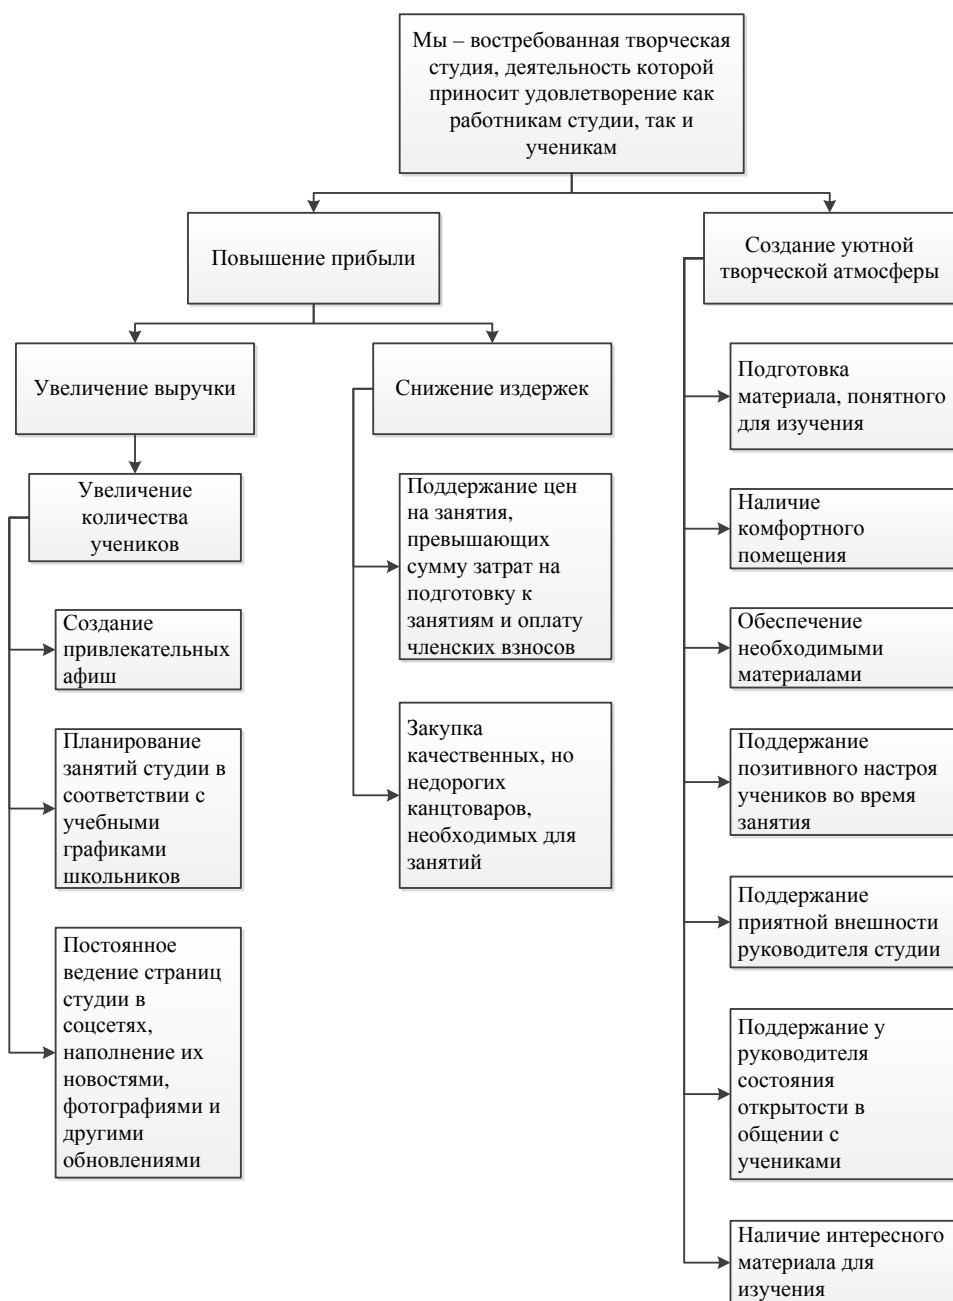 Мы – востребованная творческая
студия, деятельность которой
приносит удовлетворение как
работникам студии, так и
ученикам
Повышение прибыли
Создание уютной
творческой атмосферы
Увеличение выручки
Снижение издержек
Увеличение
количества
учеников
Создание
привлекательных
афиш
Планирование
занятий студии в
соответствии с
учебными
графиками
школьников
Постоянное
ведение страниц
студии в
соцсетях,
наполнение их
новостями,
фотографиями и
другими
обновлениями
Поддержание цен
на занятия,
превышающих
сумму затрат на
подготовку к
занятиям и оплату
членских взносов
Закупка
качественных, но
недорогих
канцтоваров,
необходимых для
занятий
Подготовка
материала, понятного
для изучения
Наличие
комфортного
помещения
Обеспечение
необходимыми
материалами
Поддержание
позитивного настроя
учеников во время
занятия
Поддержание
приятной внешности
руководителя студии
Поддержание у
руководителя
состояния
открытости в
общении с
учениками
Наличие интересного
материала для
изучения